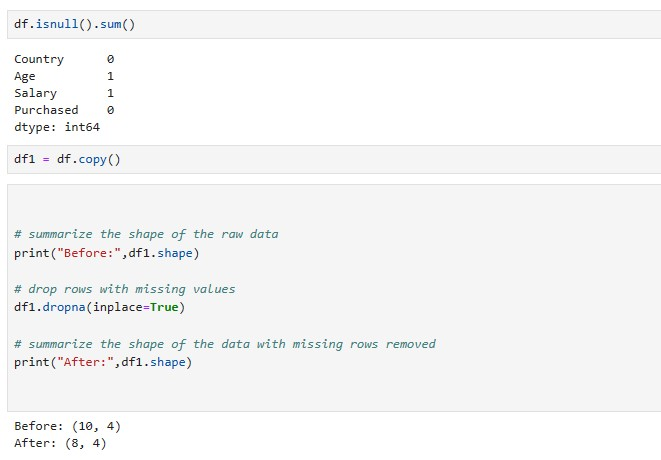 df.isnull().sum()
Country 0
Age 1
Salary 1
Purchased 0
dtype: int64
df1 = df.copy()
# summarize the shape of the raw data
print("Before:",df1.shape)
# drop rows with missing values
df1.dropna(inplace=True)
# summarize the shape of the data with missing rows removed
print("After:",df1.shape)
Before: (10, 4)
After: (8, 4)